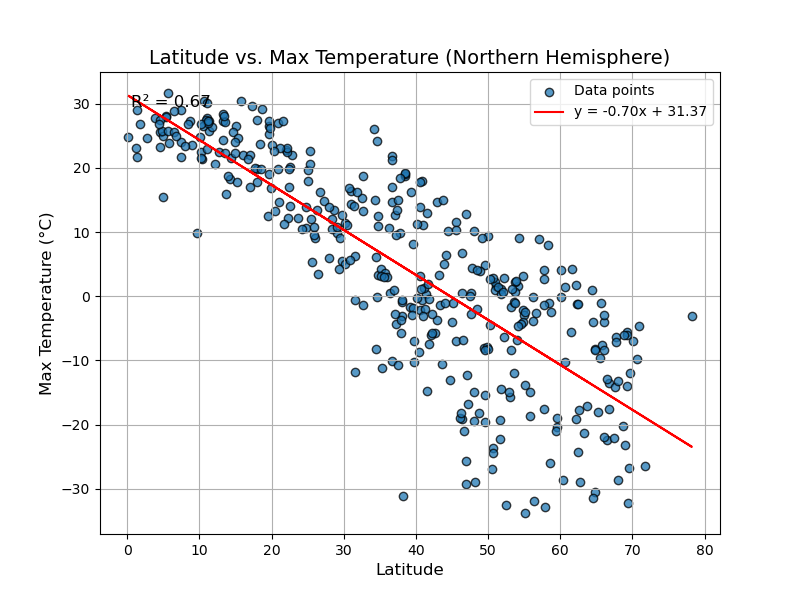 Latitude vs. Max Temperature (Northern Hemisphere)
R² = 0.67
Data points
y = -0.70x + 31.37
Max Temperature (°C)
30
20
10
0
−10
−20
−30
0 10 20 30 40 50 60 70 80
Latitude